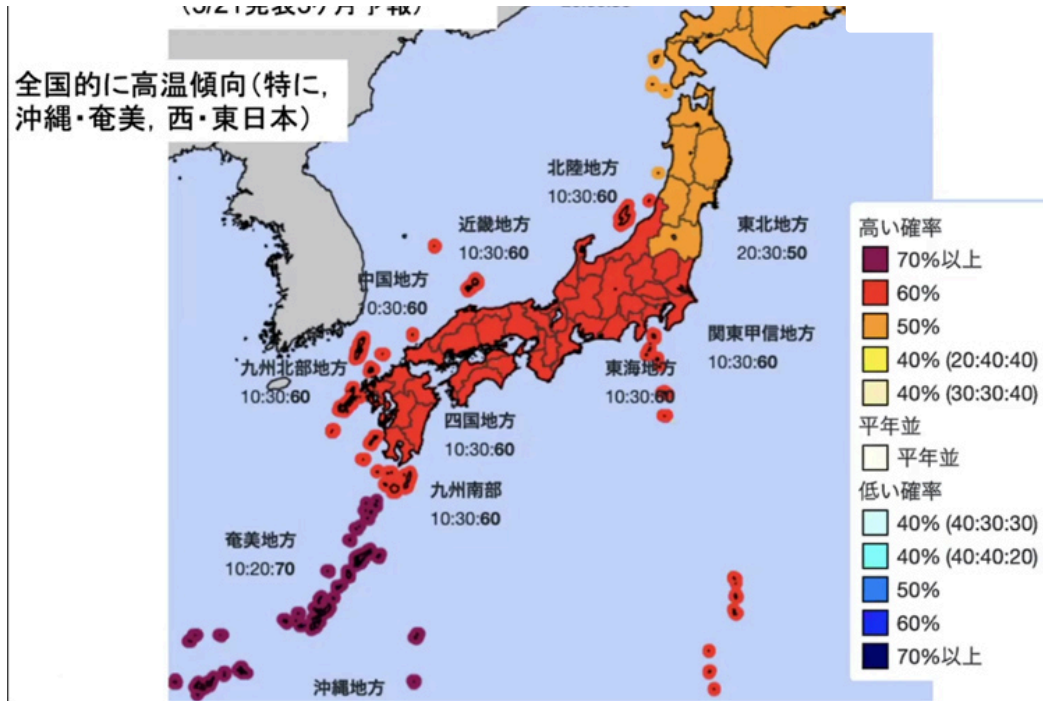 全国的に高温傾向(特に,
沖縄・奄美, 西・東日本)
北陸地方
10:30:60
近畿地方
10:30:60
東北地方
20:30:50
中国地方
10:30:60
関東甲信地方
10:30:60
九州北部地方
10:30:60
東海地方
10:30:60
四国地方
10:30:60
九州南部
10:30:60
奄美地方
10:20:70
沖縄地方
高い確率
70%以上
60%
50%
40% (20:40:40)
40% (30:30:40)
平年並
平年並
低い確率
40% (40:30:30)
40% (40:40:20)
50%
60%
70%以上